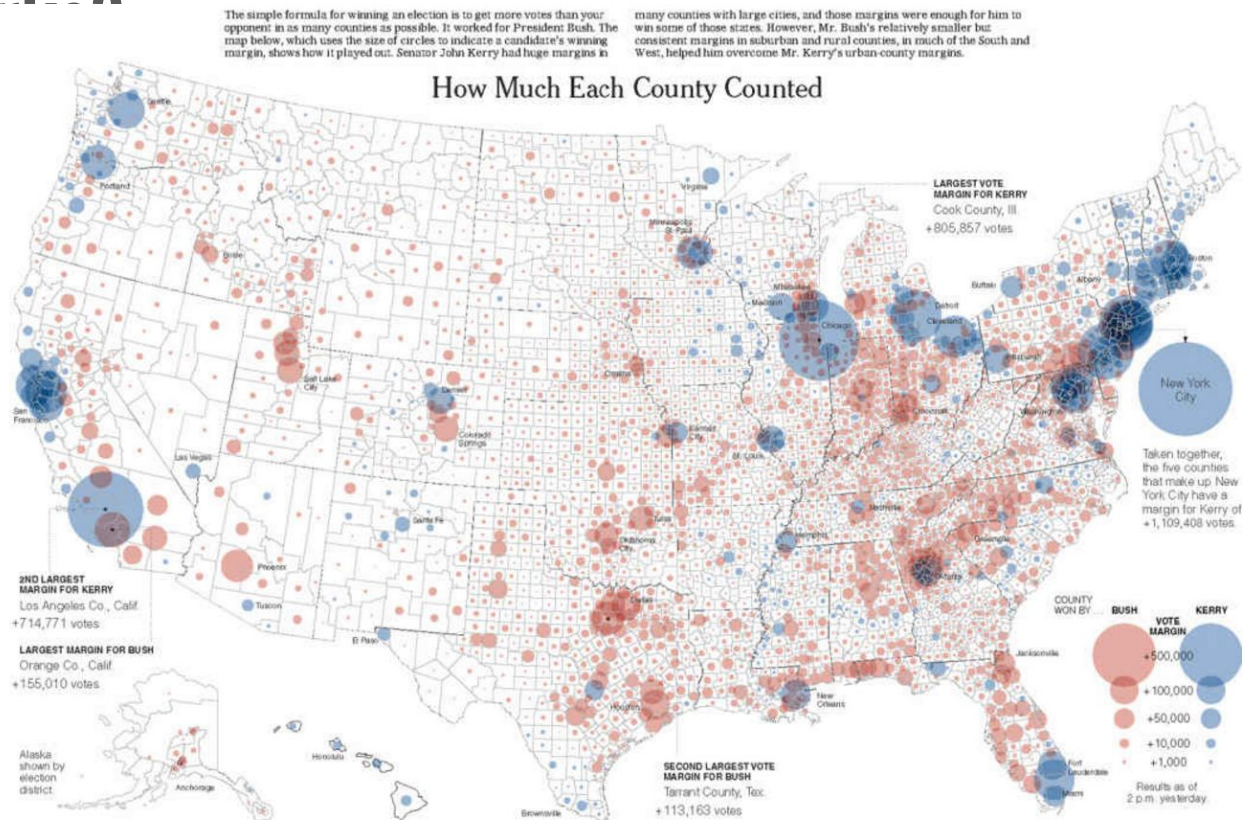 The simple formula for winning an election is to get more votes than your
opponent in as many counties as possible. It worked for President Bush. The
map below, which uses the size of circles to indicate a candidate's winning
margin, shows how it played out. Senator John Kerry had huge margins in
many counties with large cities, and those margins were enough for him to
win some of those states. However, Mr. Bush's relatively smaller but
consistent margins in suburban and rural counties, in much of the South and
West, helped him overcome Mr. Kerry's urban-county margins.
How Much Each County Counted
Seattle
Portland
Boise
Virginia
Minneapolis
St. Paul
LARGEST VOTE
MARGIN FOR KERRY
Cook County, Ill.
+805,857 votes
Milwaukee
Madison
Chicago
Detroit
Cleveland
Buffalo
Albany
Boston
Pittsburgh
New York
City
Taken together,
the five counties
that make up New
York City have a
margin for Kerry of
+1,109,408 votes.
San
Francisco
Salt Lake
City
Denver
Colorado
Springs
Omaha
Kansas
City
St. Louis
Cincinnati
Washington
Las Vegas
Santa Fe
Tulsa
Oklahoma
City
Nashville
Memphis
Greenville
Atlanta
Phoenix
Tuscon
El Paso
Dallas
2ND LARGEST
MARGIN FOR KERRY
Los Angeles Co., Calif.
+714,771 votes
LARGEST MARGIN FOR BUSH
Orange Co., Calif.
+155,010 votes
Houston
New
Orleans
Jacksonville
Fort
Lauderdale
Miami
Brownsville
Honolulu
Alaska
shown by
election
district
Anchorage
SECOND LARGEST VOTE
MARGIN FOR BUSH
Tarrant County, Tex.
+113,163 votes
COUNTY
WON BY ... BUSH KERRY
VOTE
MARGIN
+500,000
+100,000
+50,000
+10,000
+1,000
Results as of
2 p.m. yesterday.